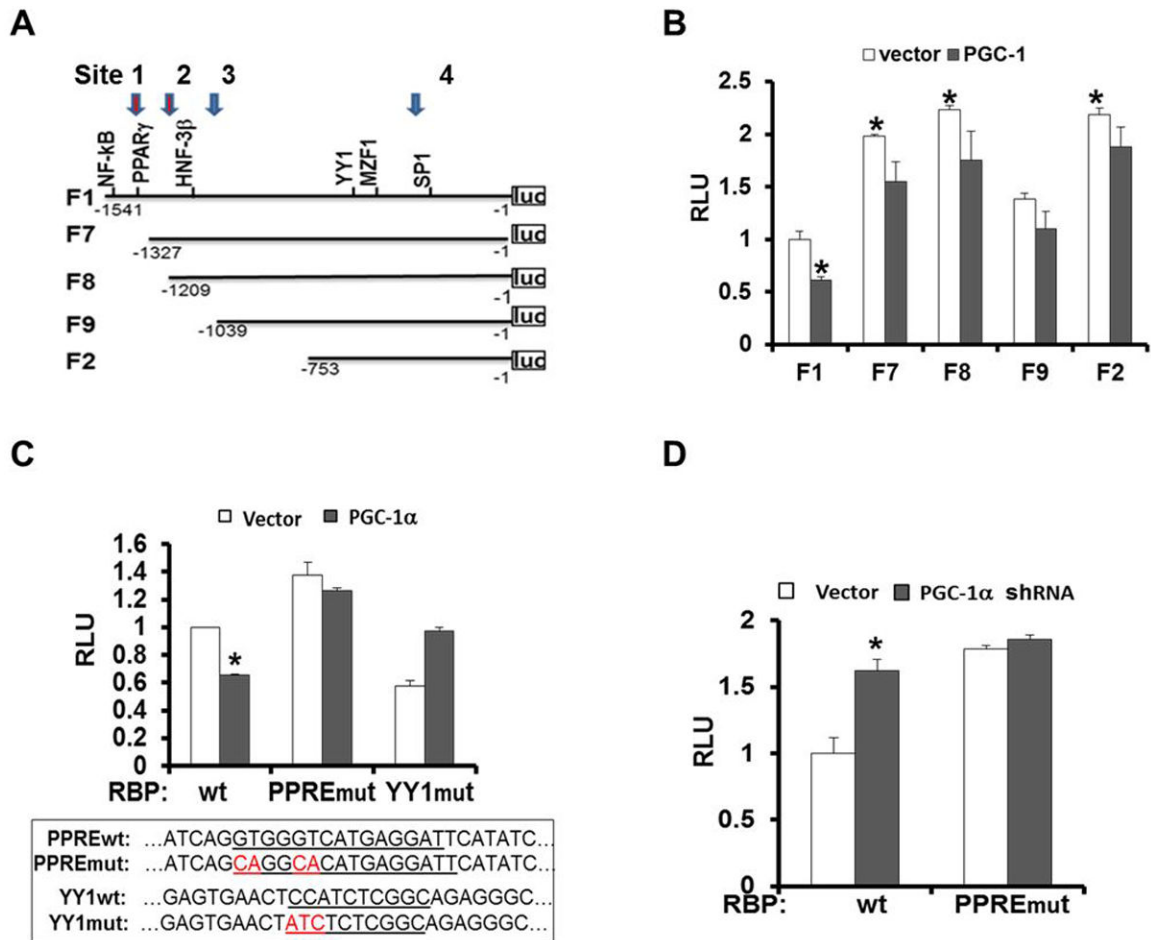 A
Site 1 2 3 4
NF-kB PPARγ HNF-3β YY1 MZF1 SP1
F1 -1541 -1 luc
F7 -1327 -1 luc
F8 -1209 -1 luc
F9 -1039 -1 luc
F2 -753 -1 luc
B
vector PGC-1
2.5
2
1.5
1
0.5
0
RLU
* * * *
F1 F7 F8 F9 F2
C
Vector PGC-1α
1.6
1.4
1.2
1
0.8
0.6
0.4
0.2
0
RLU
*
RBP: wt PPREmut YY1mut
PPREwt: ...ATCAGGTGGGTCATGAGGATTCATATC...
PPREmut: ...ATCAGCAGGCACATGAGGATTCATATC...
YY1wt: ...GAGTGAACTCCATCTCGGCAGAGGGC...
YY1mut: ...GAGTGAACTATCTCTCGGCAGAGGGC...
D
Vector PGC-1α shRNA
2
1.5
1
0.5
0
RLU
*
RBP: wt PPREmut